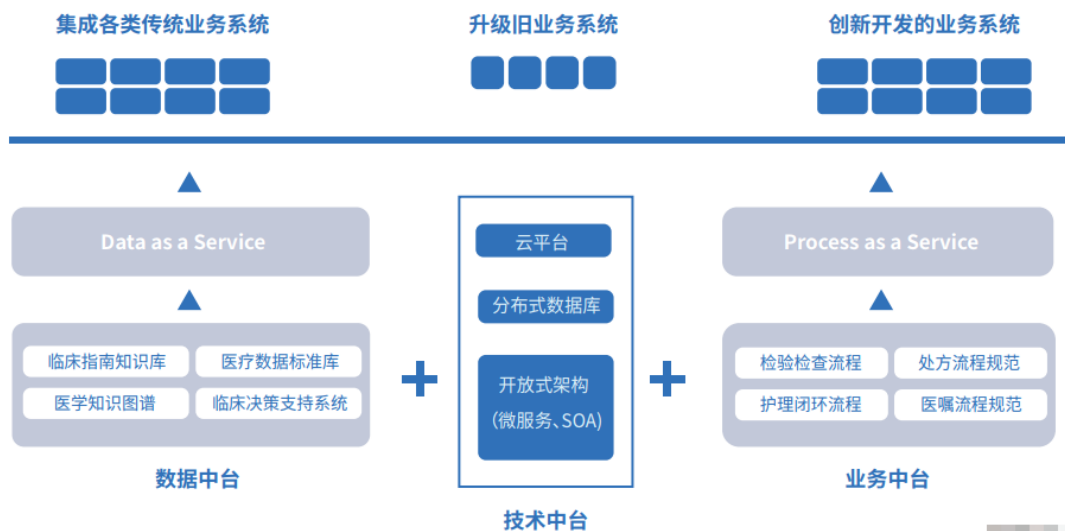 集成各类传统业务系统
升级旧业务系统
创新开发的业务系统
Data as a Service
云平台
Process as a Service
分布式数据库
临床指南知识库
医疗数据标准库
医学知识图谱
临床决策支持系统
开放式架构
（微服务、SOA）
检验检查流程
处方流程规范
护理闭环流程
医嘱流程规范
数据中台
业务中台
技术中台